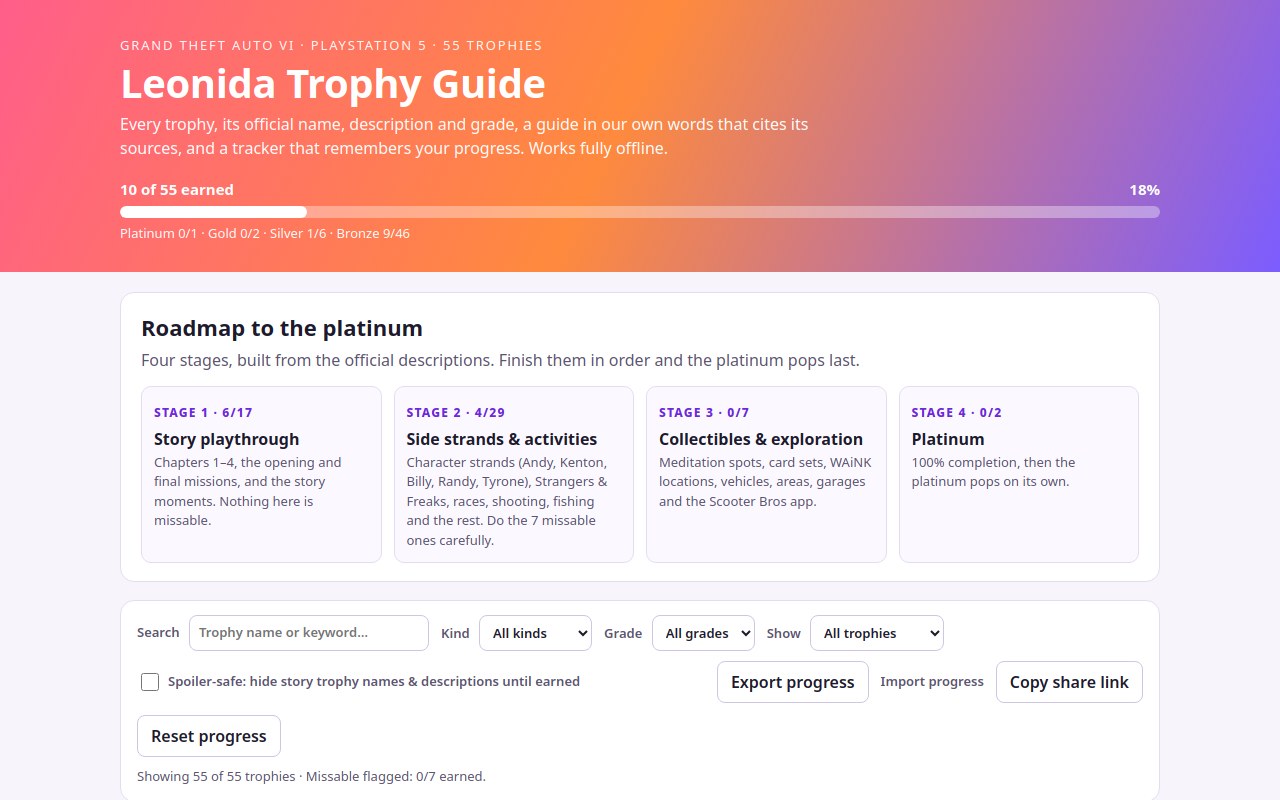 GRAND THEFT AUTO VI · PLAYSTATION 5 · 55 TROPHIES
Leonida Trophy Guide
Every trophy, its official name, description and grade, a guide in our own words that cites its
sources, and a tracker that remembers your progress. Works fully offline.
10 of 55 earned
18%
Platinum 0/1 · Gold 0/2 · Silver 1/6 · Bronze 9/46
Roadmap to the platinum
Four stages, built from the official descriptions. Finish them in order and the platinum pops last.
STAGE 1 · 6/17
Story playthrough
Chapters 1–4, the opening and
final missions, and the story
moments. Nothing here is
missable.
STAGE 2 · 4/29
Side strands & activities
Character strands (Andy, Kenton,
Billy, Randy, Tyrone), Strangers &
Freaks, races, shooting, fishing
and the rest. Do the 7 missable
ones carefully.
STAGE 3 · 0/7
Collectibles & exploration
Meditation spots, card sets, WAiNK
locations, vehicles, areas, garages
and the Scooter Bros app.
STAGE 4 · 0/2
Platinum
100% completion, then the
platinum pops on its own.
Search
Trophy name or keyword...
Kind
All kinds
Grade
All grades
Show
All trophies
Spoiler-safe: hide story trophy names & descriptions until earned
Export progress
Import progress
Copy share link
Reset progress
Showing 55 of 55 trophies · Missable flagged: 0/7 earned.